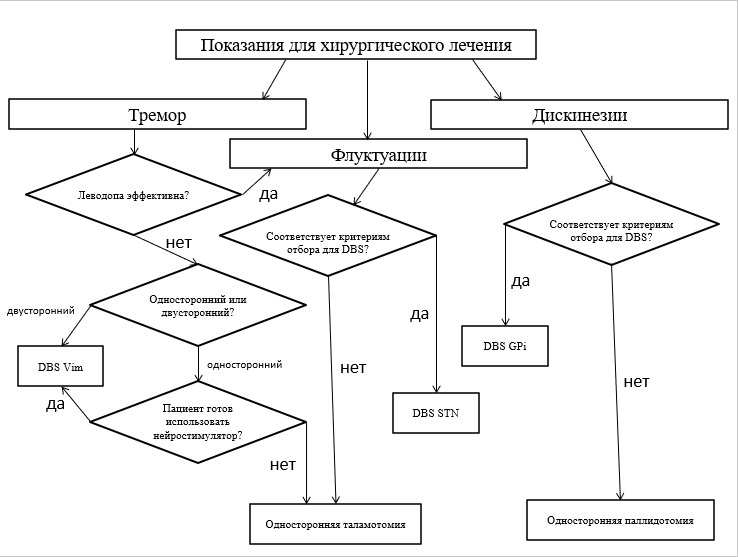 Показания для хирургического лечения
Тремор
Дискинезии
Флуктуации
Леводопа эффективна?
да
нет
Соответствует критериям
отбора для DBS?
Соответствует критериям
отбора для DBS?
Односторонний или
двусторонний?
двусторонний
односторонний
да
да
DBS Vim
DBS GPi
нет
нет
да
Пациент готов
использовать
нейростимулятор?
DBS STN
нет
Односторонняя таламотомия
Односторонняя паллидотомия